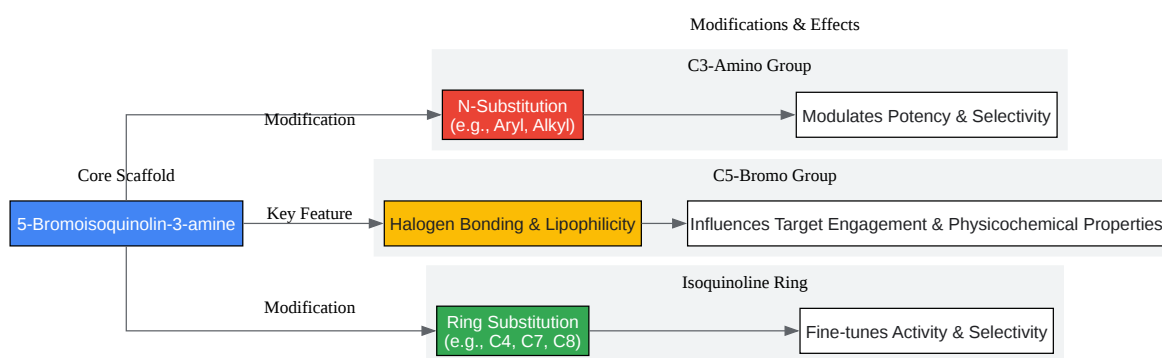 Modifications & Effects
C3-Amino Group
N-Substitution
(e.g., Aryl, Alkyl)
Modulates Potency & Selectivity
Modification
Core Scaffold
C5-Bromo Group
5-Bromoisoquinolin-3-amine
Key Feature
Halogen Bonding & Lipophilicity
Influences Target Engagement & Physicochemical Properties
Isoquinoline Ring
Modification
Ring Substitution
(e.g., C4, C7, C8)
Fine-tunes Activity & Selectivity